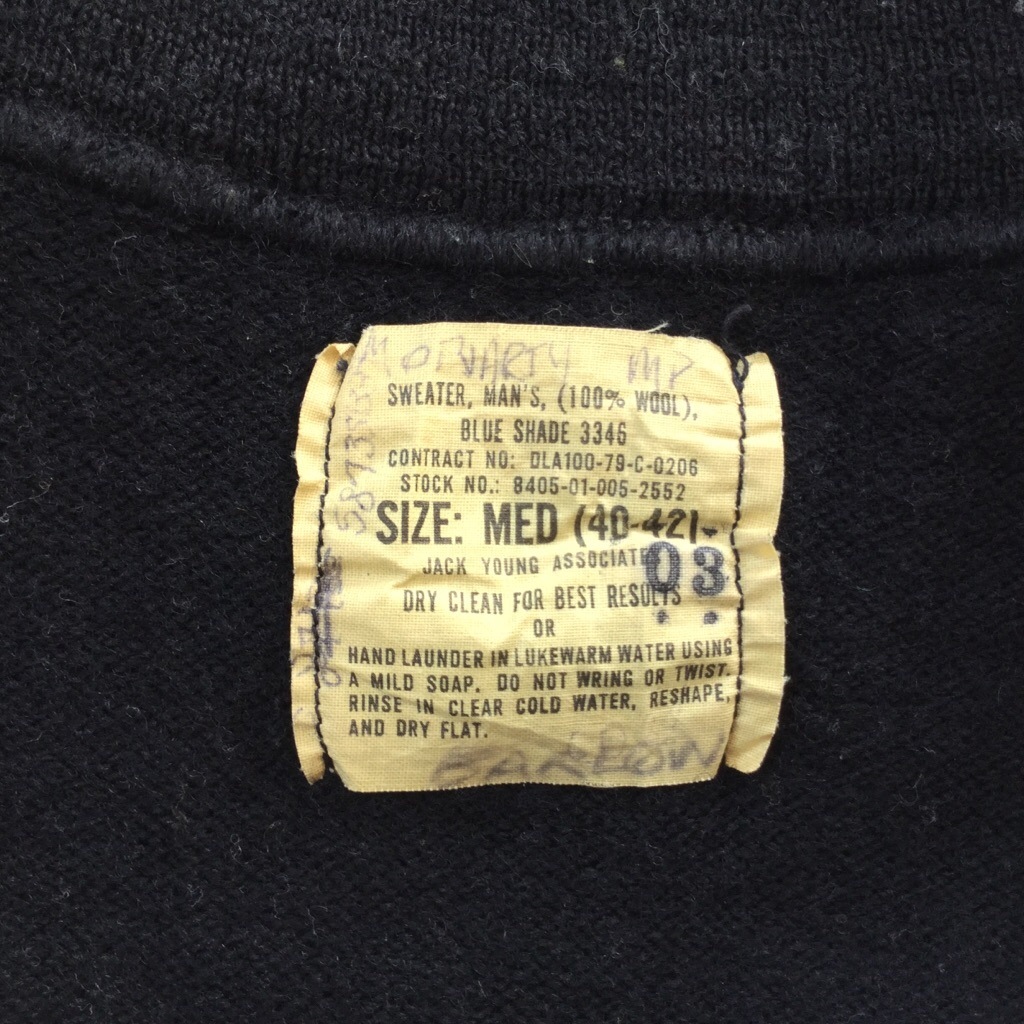 SWEATER, MAN'S, (100% WOOL),
BLUE SHADE 3346
CONTRACT NO: DLA100-79-C-0206
STOCK NO.: 8405-01-005-2552
SIZE: MED (40-42)
JACK YOUNG ASSOCIATE
03
DRY CLEAN FOR BEST RESULTS
OR
HAND LAUNDER IN LUKEWARM WATER USING
A MILD SOAP. DO NOT WRING OR TWIST.
RINSE IN CLEAR COLD WATER, RESHAPE,
AND DRY FLAT.